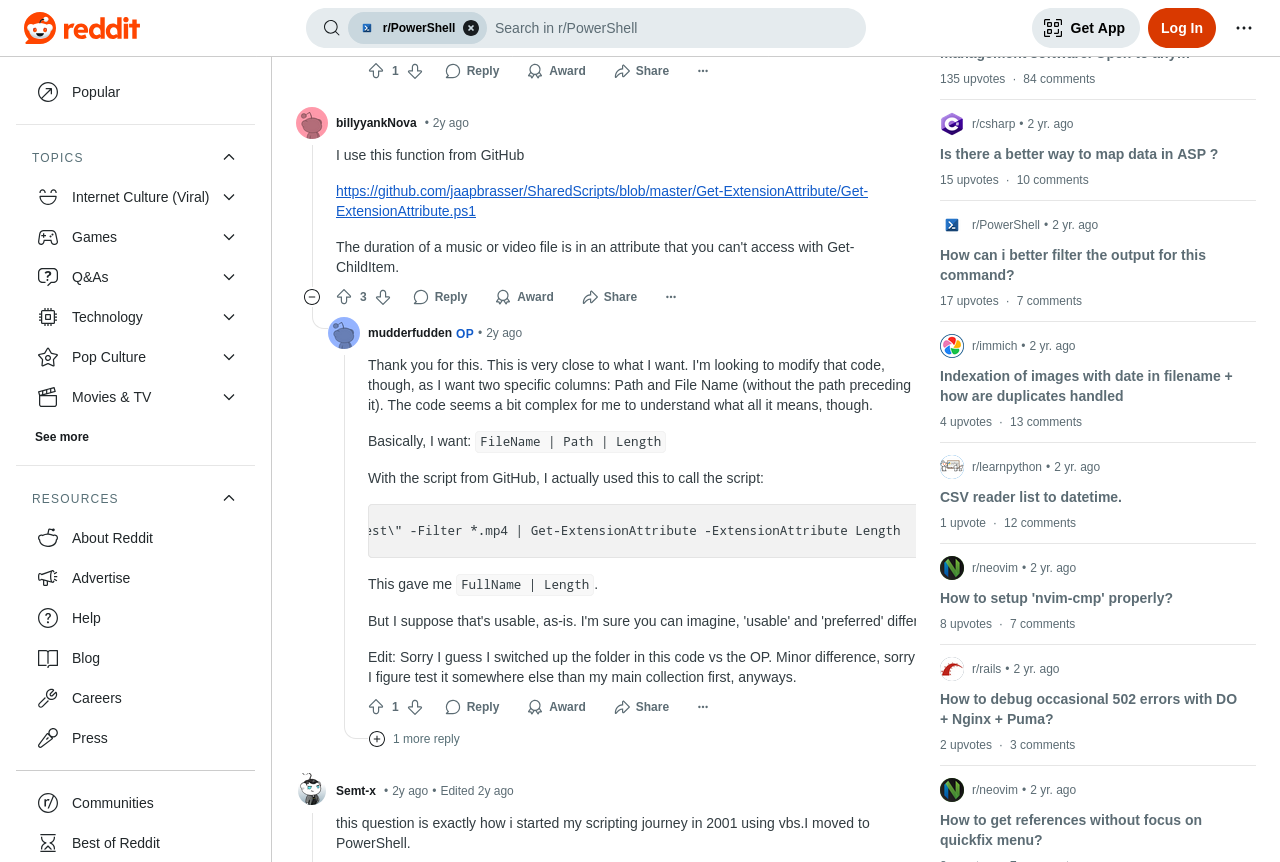 reddit
r/PowerShell
Search in r/PowerShell
Get App
Log In
Popular
TOPICS
Internet Culture (Viral)
Games
Q&As
Technology
Pop Culture
Movies & TV
See more
RESOURCES
About Reddit
Advertise
Help
Blog
Careers
Press
Communities
Best of Reddit
1 Reply Award Share
billyyankNova • 2y ago
I use this function from GitHub
https://github.com/jaapbrasser/SharedScripts/blob/master/Get-ExtensionAttribute/Get-
ExtensionAttribute.ps1
The duration of a music or video file is in an attribute that you can't access with Get-
ChildItem.
3 Reply Award Share
mudderfudden OP • 2y ago
Thank you for this. This is very close to what I want. I'm looking to modify that code,
though, as I want two specific columns: Path and File Name (without the path preceding
it). The code seems a bit complex for me to understand what all it means, though.
Basically, I want: FileName | Path | Length
With the script from GitHub, I actually used this to call the script:
est\" -Filter *.mp4 | Get-ExtensionAttribute -ExtensionAttribute Length
This gave me FullName | Length.
But I suppose that's usable, as-is. I'm sure you can imagine, 'usable' and 'preferred' differ
Edit: Sorry I guess I switched up the folder in this code vs the OP. Minor difference, sorry
I figure test it somewhere else than my main collection first, anyways.
1 Reply Award Share
1 more reply
Semt-x • 2y ago • Edited 2y ago
this question is exactly how i started my scripting journey in 2001 using vbs.I moved to
PowerShell.
135 upvotes · 84 comments
r/csharp • 2 yr. ago
Is there a better way to map data in ASP ?
15 upvotes · 10 comments
r/PowerShell • 2 yr. ago
How can i better filter the output for this
command?
17 upvotes · 7 comments
r/immich • 2 yr. ago
Indexation of images with date in filename +
how are duplicates handled
4 upvotes · 13 comments
r/learnpython • 2 yr. ago
CSV reader list to datetime.
1 upvote · 12 comments
r/neovim • 2 yr. ago
How to setup 'nvim-cmp' properly?
8 upvotes · 7 comments
r/rails • 2 yr. ago
How to debug occasional 502 errors with DO
+ Nginx + Puma?
2 upvotes · 3 comments
r/neovim • 2 yr. ago
How to get references without focus on
quickfix menu?